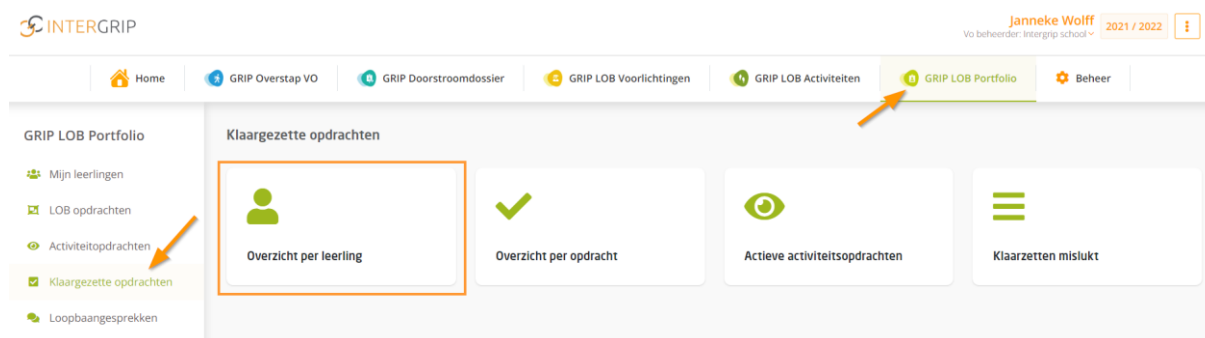 INTERGRIP
Janneke Wolff
Vo beheerder: Intergrip school
2021 / 2022
Home
GRIP Overstap VO
GRIP Doorstroomdossier
GRIP LOB Voorlichtingen
GRIP LOB Activiteiten
GRIP LOB Portfolio
Beheer
GRIP LOB Portfolio
Mijn leerlingen
LOB opdrachten
Activiteitopdrachten
Klaargezette opdrachten
Loopbaangesprekken
Klaargezette opdrachten
Overzicht per leerling
Overzicht per opdracht
Actieve activiteitsopdrachten
Klaarzetten mislukt